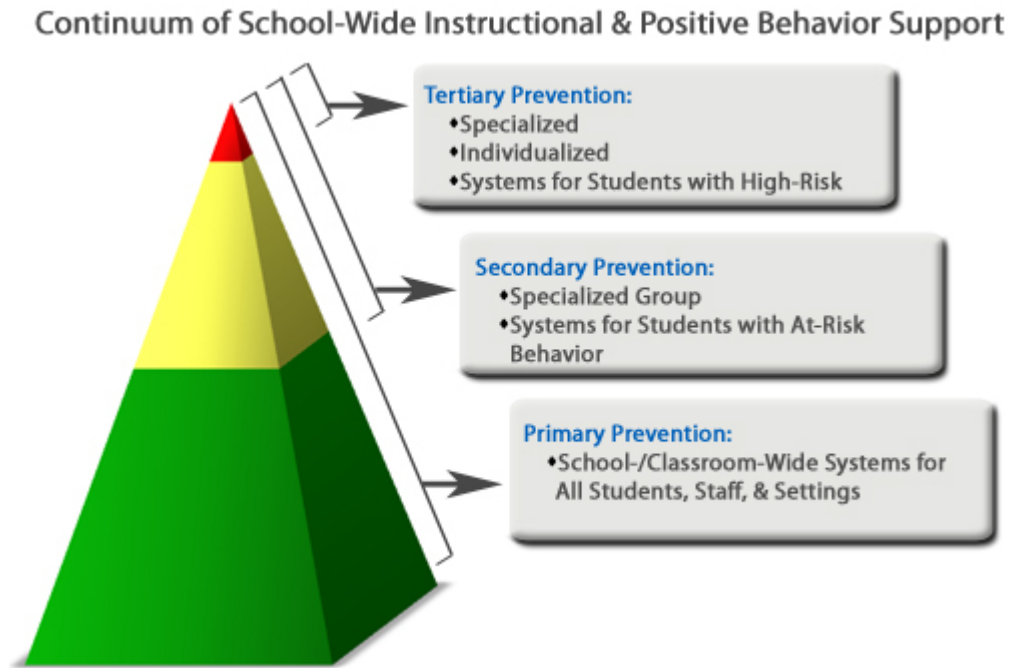 Continuum of School-Wide Instructional & Positive Behavior Support
Tertiary Prevention:
♦Specialized
♦Individualized
♦Systems for Students with High-Risk
Secondary Prevention:
♦Specialized Group
♦Systems for Students with At-Risk
Behavior
Primary Prevention:
♦School-/Classroom-Wide Systems for
All Students, Staff, & Settings